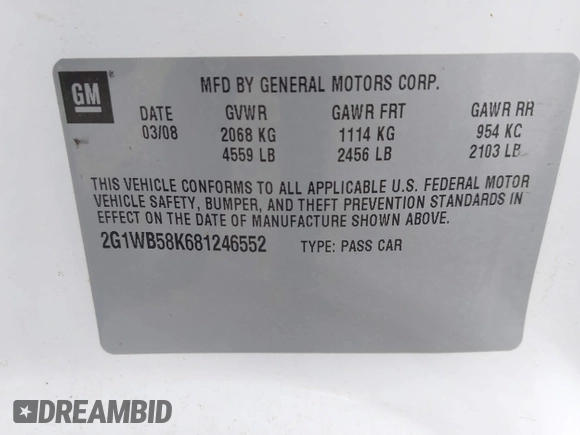 GM
MFD BY GENERAL MOTORS CORP.
DATE GVWR GAWR FRT GAWR RR
03/08 2068 KG 1114 KG 954 KG
4559 LB 2456 LB 2103 LB
THIS VEHICLE CONFORMS TO ALL APPLICABLE U.S. FEDERAL MOTOR
VEHICLE SAFETY, BUMPER, AND THEFT PREVENTION STANDARDS IN
EFFECT ON THE DATE OF MANUFACTURE SHOWN ABOVE.
2G1WB58K681246552 TYPE: PASS CAR
DREAMBID